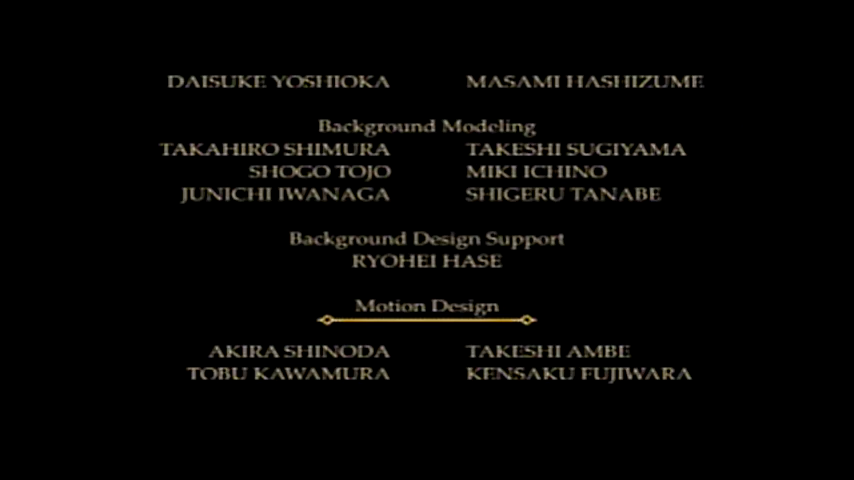 DAISUKE YOSHIOKA MASAMI HASHIZUME
Background Modeling
TAKAHIRO SHIMURA TAKESHI SUGIYAMA
SHOGO TOJO MIKI ICHINO
JUNICHI IWANAGA SHIGERU TANABE
Background Design Support
RYOHEI HASE
Motion Design
AKIRA SHINODA TAKESHI AMBE
TOBU KAWAMURA KENSAKU FUJIWARA